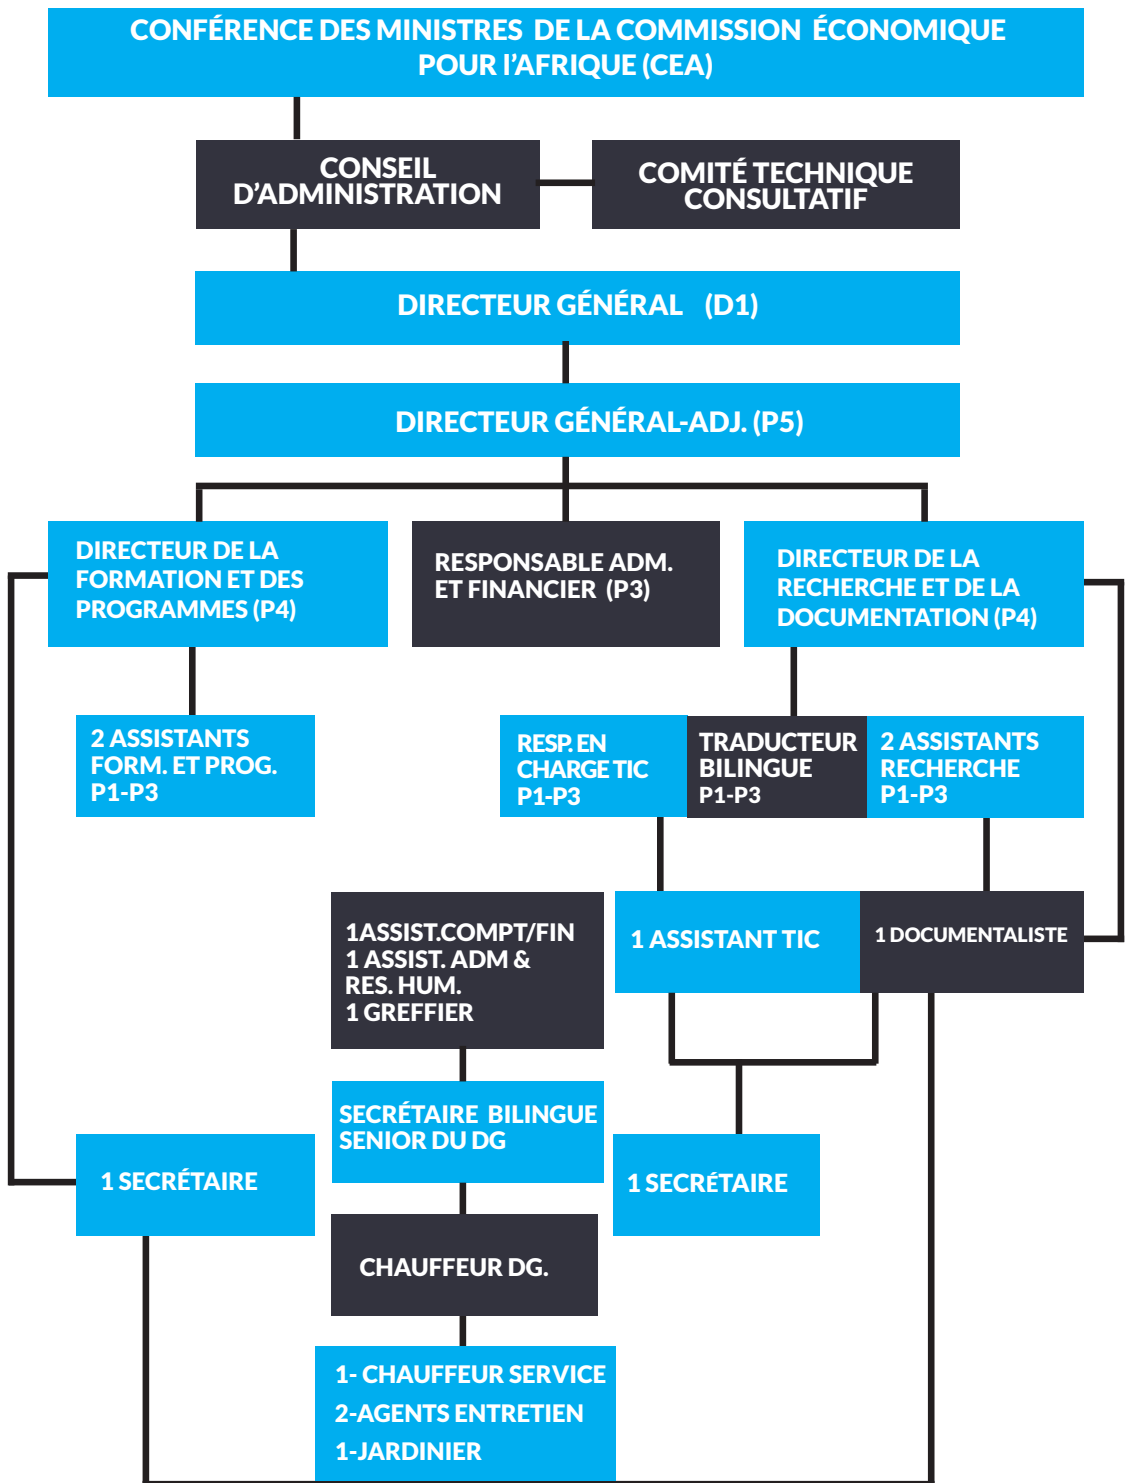 CONFÉRENCE DES MINISTRES DE LA COMMISSION ÉCONOMIQUE
POUR l'AFRIQUE (CEA)
CONSEIL
D'ADMINISTRATION
COMITÉ TECHNIQUE
CONSULTATIF
DIRECTEUR GÉNÉRAL (D1)
DIRECTEUR GÉNÉRAL-ADJ. (P5)
DIRECTEUR DE LA
FORMATION ET DES
PROGRAMMES (P4)
RESPONSABLE ADM.
ET FINANCIER (P3)
DIRECTEUR DE LA
RECHERCHE ET DE LA
DOCUMENTATION (P4)
2 ASSISTANTS
FORM. ET PROG.
P1-P3
RESP. EN
CHARGE TIC
P1-P3
TRADUCTEUR
BILINGUE
P1-P3
2 ASSISTANTS
RECHERCHE
P1-P3
1ASSIST.COMPT/FIN
1 ASSIST. ADM &
RES. HUM.
1 GREFFIER
1 ASSISTANT TIC
1 DOCUMENTALISTE
SECRÉTAIRE BILINGUE
SENIOR DU DG
1 SECRÉTAIRE
1 SECRÉTAIRE
CHAUFFEUR DG.
1- CHAUFFEUR SERVICE
2-AGENTS ENTRETIEN
1-JARDINIER